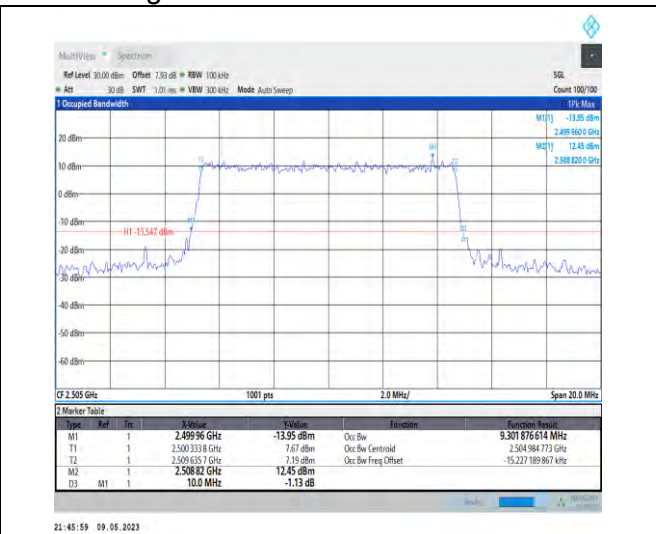 MultiView Spectrum
Ref Level 30.00 dBm Offset 7.93 dB RBW 100 kHz SGL
Att 30 dB SWT 1.01 ms VBW 300 kHz Mode Auto Sweep Count 100/100
1 Occupied Bandwidth 1Pk Max
M1[1] -13.95 dBm
2.499 960 0 GHz
20 dBm M2[1] 12.45 dBm
2.508 820 0 GHz
M2
T1 T2
10 dBm
0 dBm
-10 dBm
M1 D3
H1 -13.547 dBm
-20 dBm
-30 dBm
-40 dBm
-50 dBm
-60 dBm
CF 2.505 GHz 1001 pts 2.0 MHz/ Span 20.0 MHz
2 Marker Table
Type Ref Trc X-Value Y-Value Function Function Result
M1 1 2.499 96 GHz -13.95 dBm Occ Bw 9.301 876 614 MHz
T1 1 2.500 333 8 GHz 7.67 dBm Occ Bw Centroid 2.504 984 773 GHz
T2 1 2.509 635 7 GHz 7.19 dBm Occ Bw Freq Offset -15.227 189 867 kHz
M2 1 2.508 82 GHz 12.45 dBm
D3 M1 1 10.0 MHz -1.13 dB
21:45:59 09.05.2023